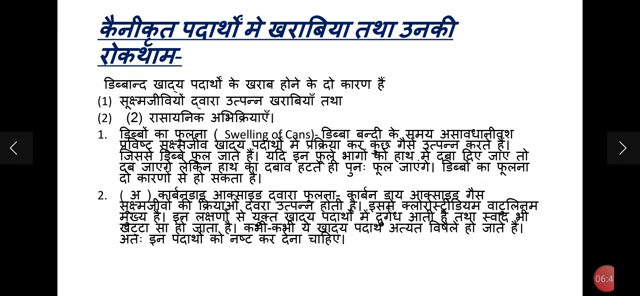 कैनीकृत पदार्थों मे खराबिया तथा उनकी
रोकथाम-
डिब्बान्द खाद्य पदार्थों के खराब होने के दो कारण हैं
(1) सूक्ष्मजीवियों द्वारा उत्पन्न खराबियाँ तथा
(2) (2) रासायनिक अभिक्रियाएँ।
1. डिब्बों का फूलना ( Swelling of Cans)- डिब्बा बन्दी के समय असावधानीवश
प्रविष्ट सूक्ष्मजीव खाद्य पदार्थों में प्रक्रिया कर कुछ गैसें उत्पन्न करते हैं।
जिससे डिब्बे फूल जाते हैं। यदि इन फूले भागों को हाथ में दबा दिए जाए तो
दब जाएंगे लेकिन हाथ का दबाव हटते ही पुनः फूल जाएंगे। डिब्बों का फूलना
दो कारणों से हो सकता है।
2. ( अ ) कार्बनडाइ आक्साइड दवारा फूलना- कार्बन डाय आक्साइड गैस
सूक्ष्मजीवों की क्रियाओं दवरा उत्पन्न होती है। इसमें क्लोरोस्ट्रीडियम वाटुलिनम
मुख्य है। इन लक्षणों से युक्त खाद्य पदार्थों में दुर्गंध आती है तथा स्वाद भी
खट्टा सा हो जाता है। कभी-कभी ये खाद्य पदार्थ अत्यंत विषैले हो जाते हैं।
अतः इन पदार्थों को नष्ट कर देना चाहिए।
06:4